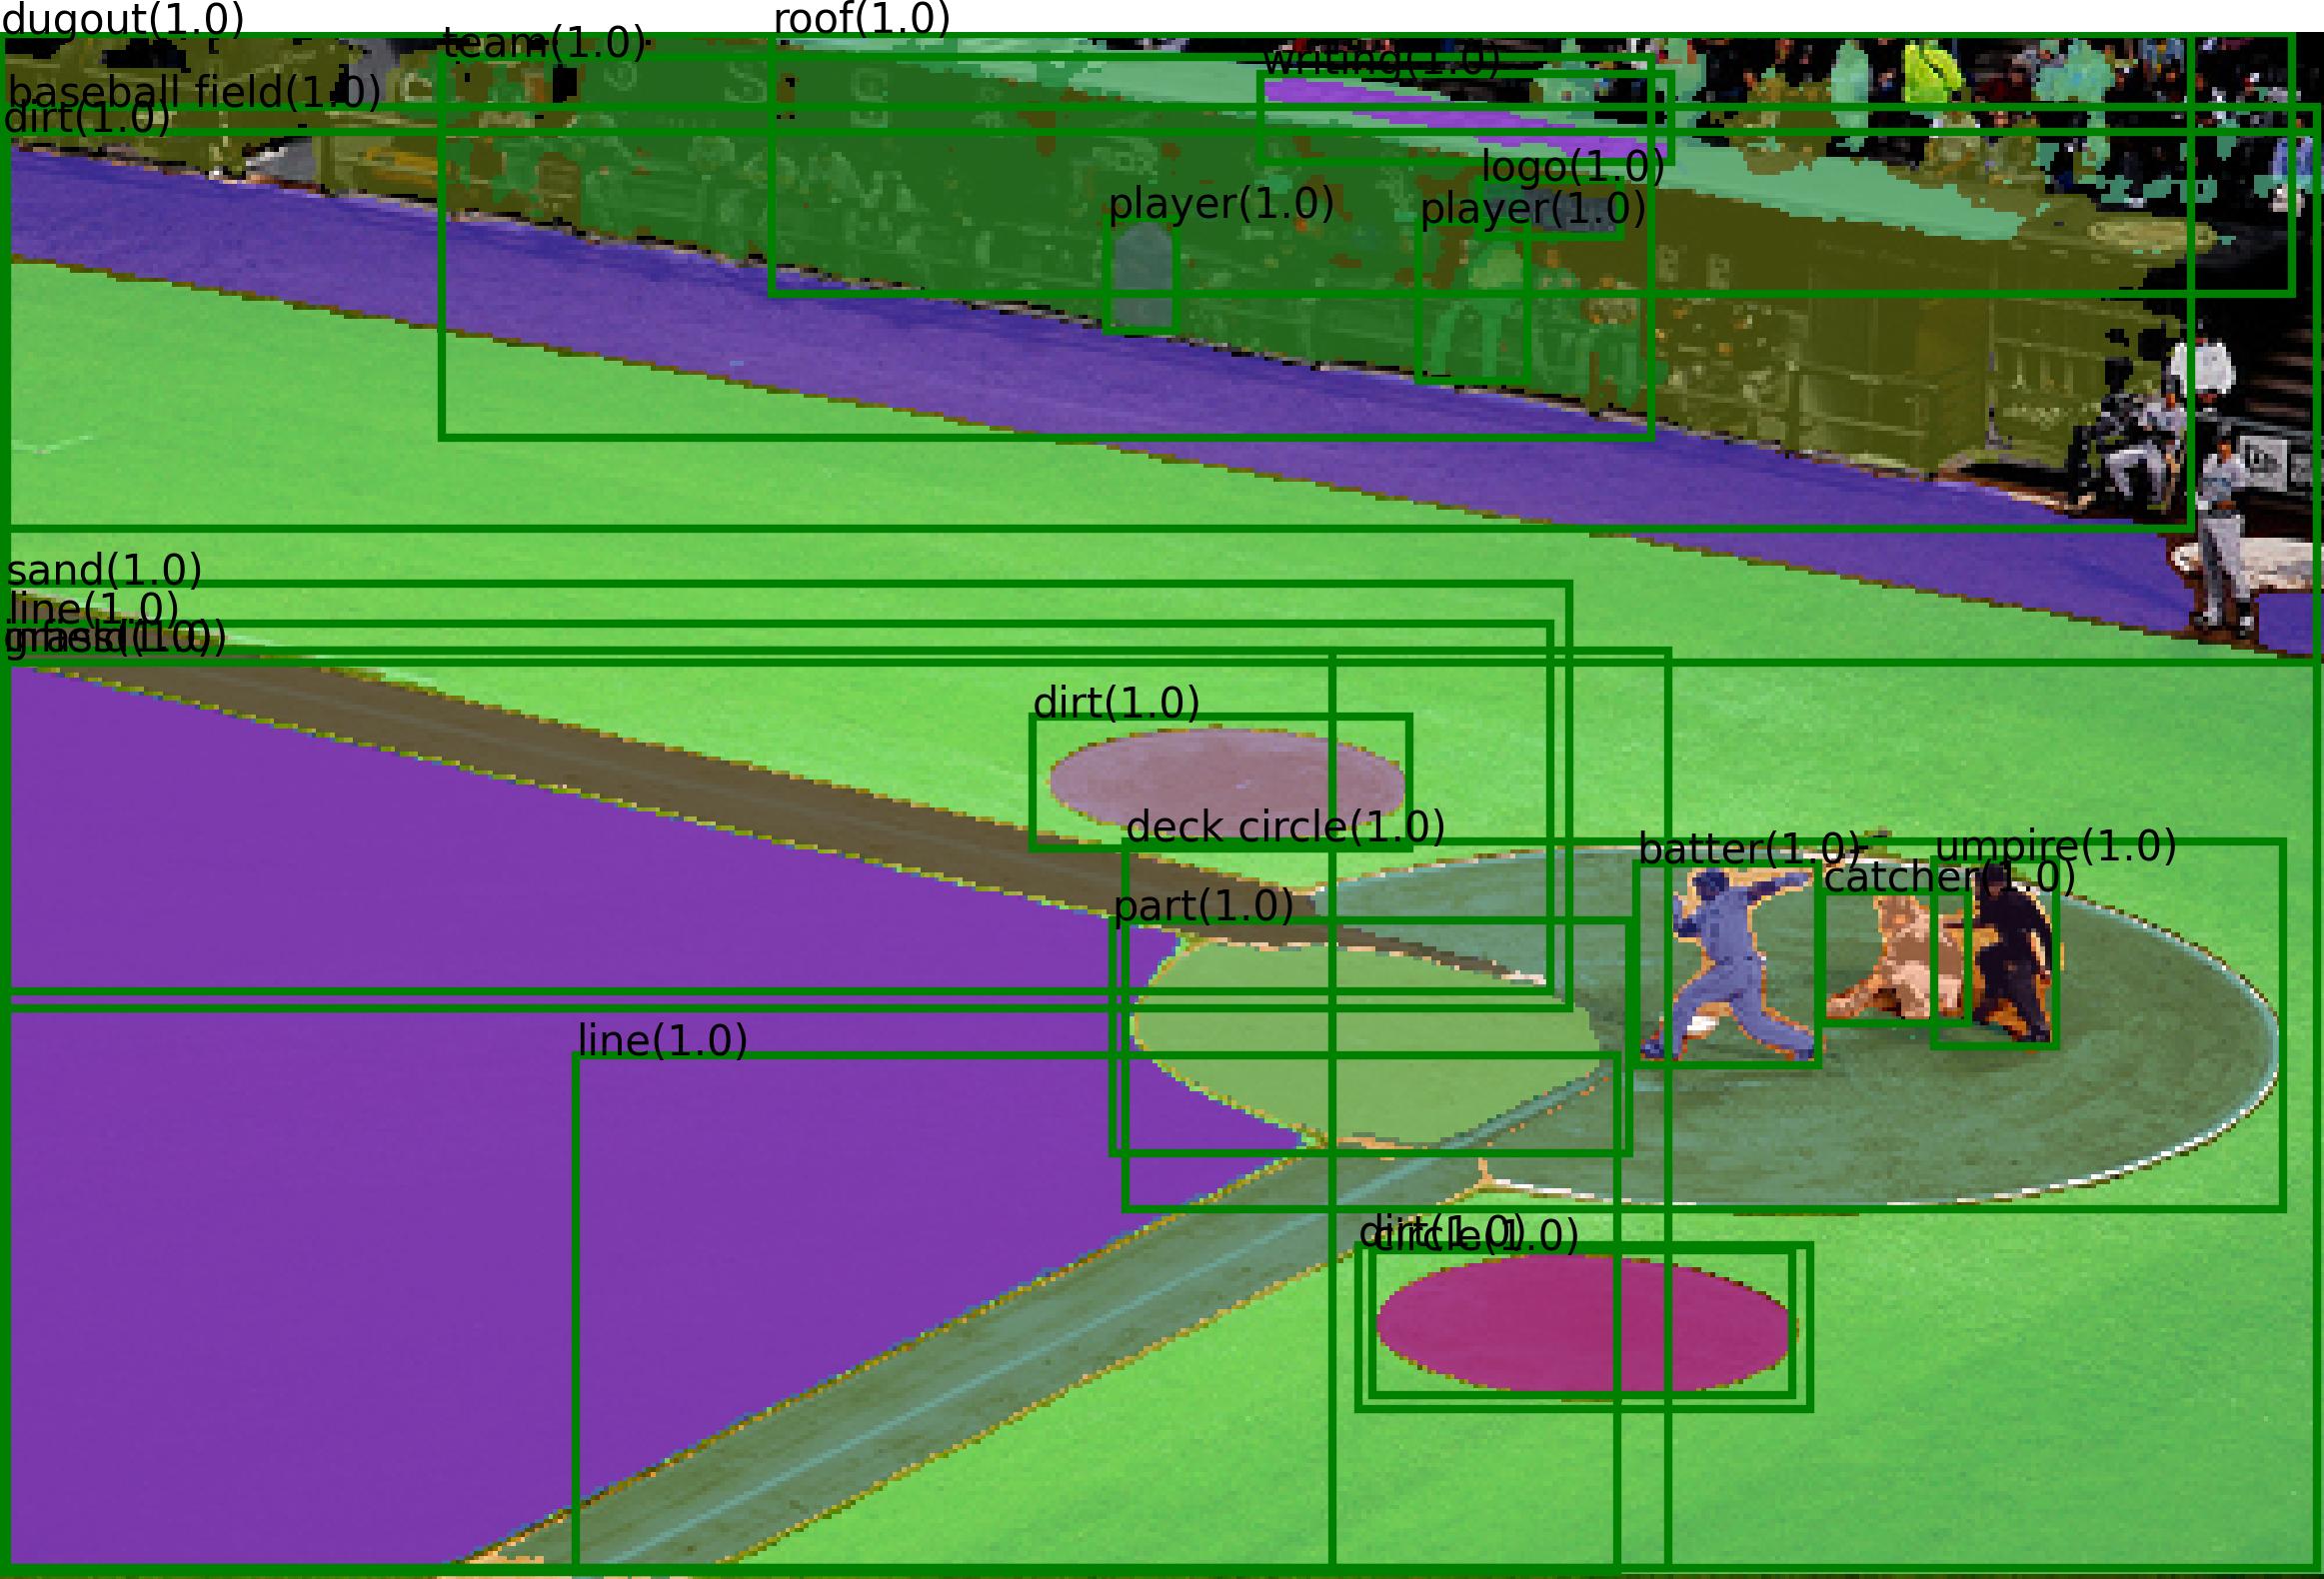 dugout(1.0)
roof(1.0)
team(1.0)
writing(1.0)
baseball field(1.0)
dirt(1.0)
logo(1.0)
player(1.0)
player(1.0)
sand(1.0)
line(1.0)
dirt(1.0)
deck circle(1.0)
batter(1.0)
umpire(1.0)
catcher(1.0)
part(1.0)
line(1.0)
dirt(1.0)
circle(1.0)